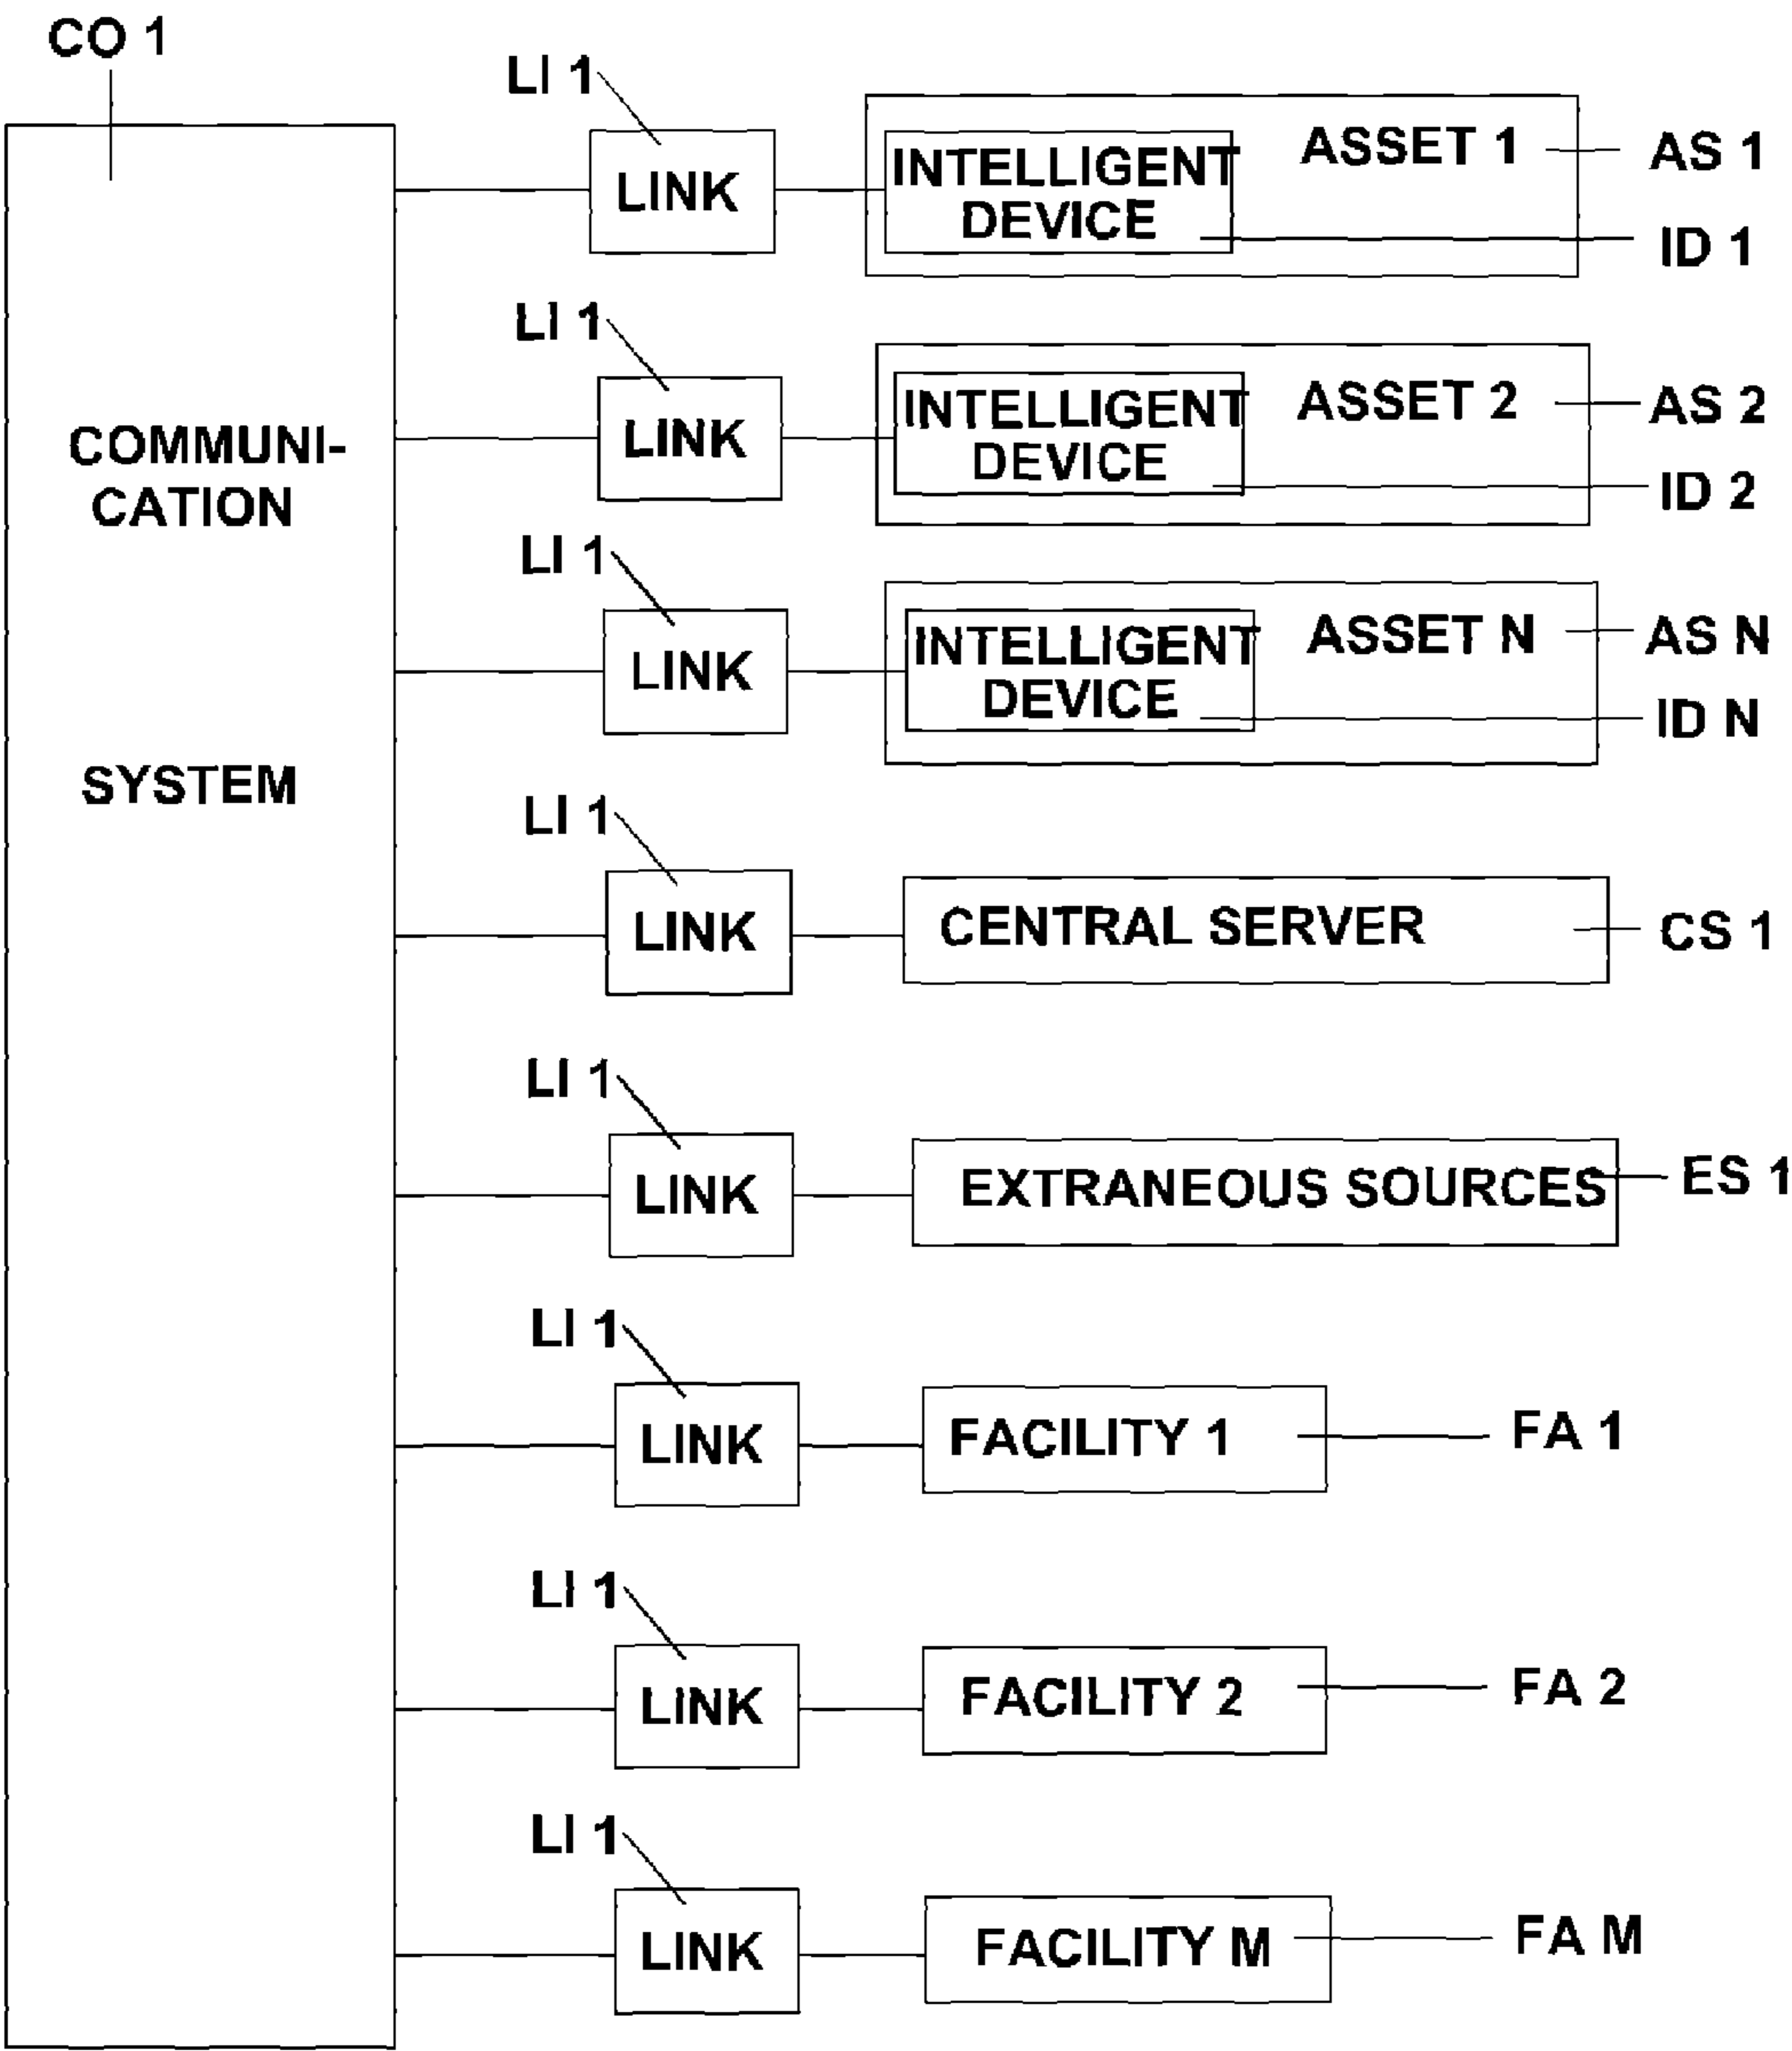 CO 1
COMMUNI-
CATION
SYSTEM
LI 1
LINK
INTELLIGENT
DEVICE
ASSET 1
AS 1
ID 1
LI 1
LINK
INTELLIGENT
DEVICE
ASSET 2
AS 2
ID 2
LI 1
LINK
INTELLIGENT
DEVICE
ASSET N
AS N
ID N
LI 1
LINK
CENTRAL SERVER
CS 1
LI 1
LINK
EXTRANEOUS SOURCES
ES 1
LI 1
LINK
FACILITY 1
FA 1
LI 1
LINK
FACILITY 2
FA 2
LI 1
LINK
FACILITY M
FA M